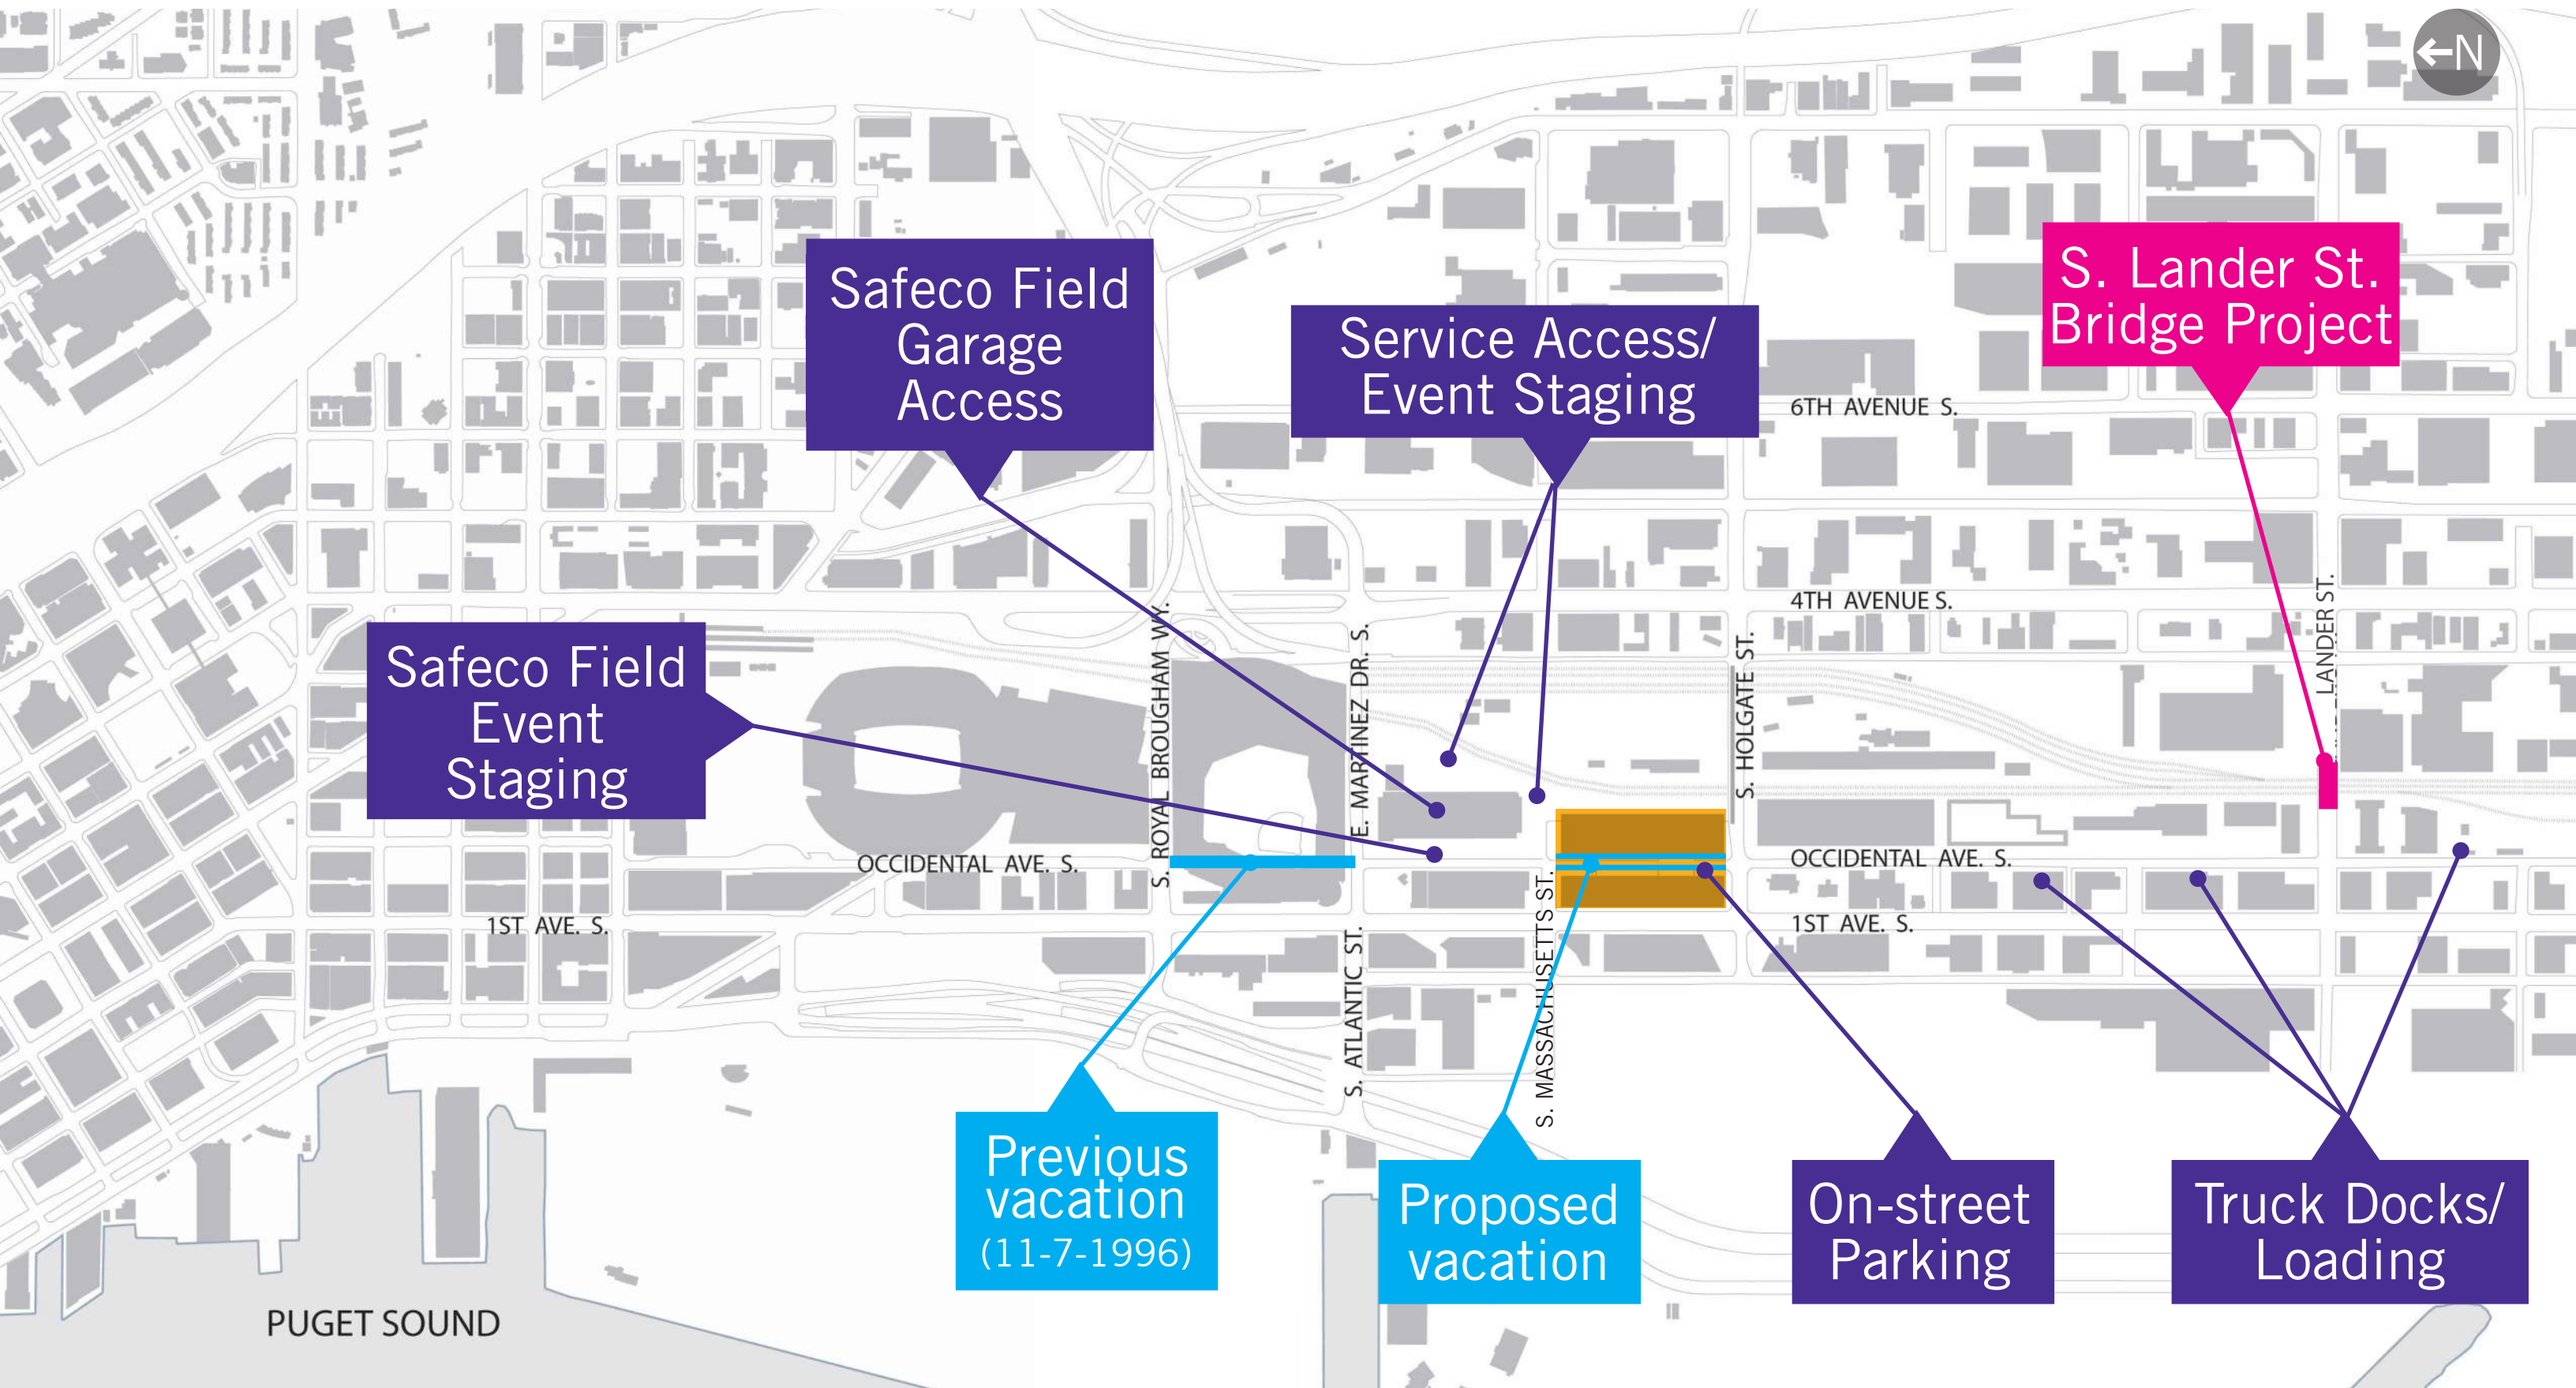 ←N
S. Lander St.
Bridge Project
Safeco Field
Garage
Access
Service Access/
Event Staging
6TH AVENUE S.
4TH AVENUE S.
LANDER ST.
S. ROYAL BROUGHAM WY.
E. MARTINEZ DR. S.
S. HOLGATE ST.
Safeco Field
Event
Staging
OCCIDENTAL AVE. S.
OCCIDENTAL AVE. S.
1ST AVE. S.
1ST AVE. S.
S. ATLANTIC ST.
S. MASSACHUSETTS ST.
Previous
vacation
(11-7-1996)
Proposed
vacation
On-street
Parking
Truck Docks/
Loading
PUGET SOUND